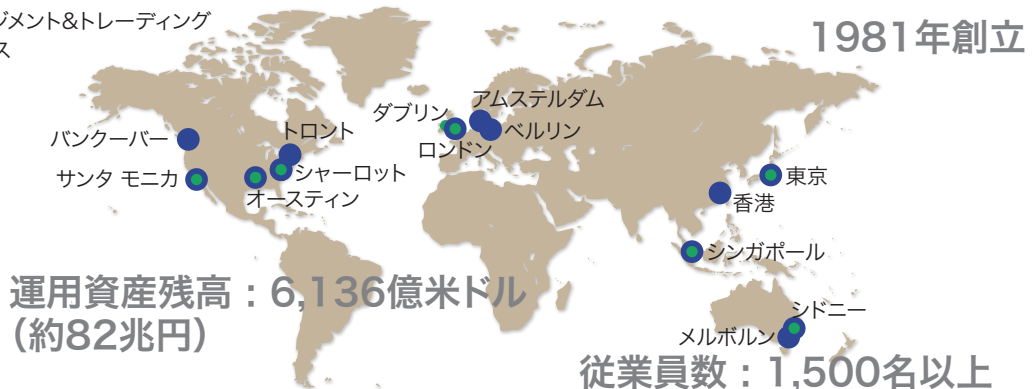 ジメント&トレーディング
ス
1981年創立
アムステルダム
ダブリン
ベルリン
ロンドン
バンクーバー
トロント
サンタ モニカ
シャーロット
オースティン
東京
香港
シンガポール
運用資産残高：6,136億米ドル
（約82兆円）
シドニー
メルボルン
従業員数：1,500名以上